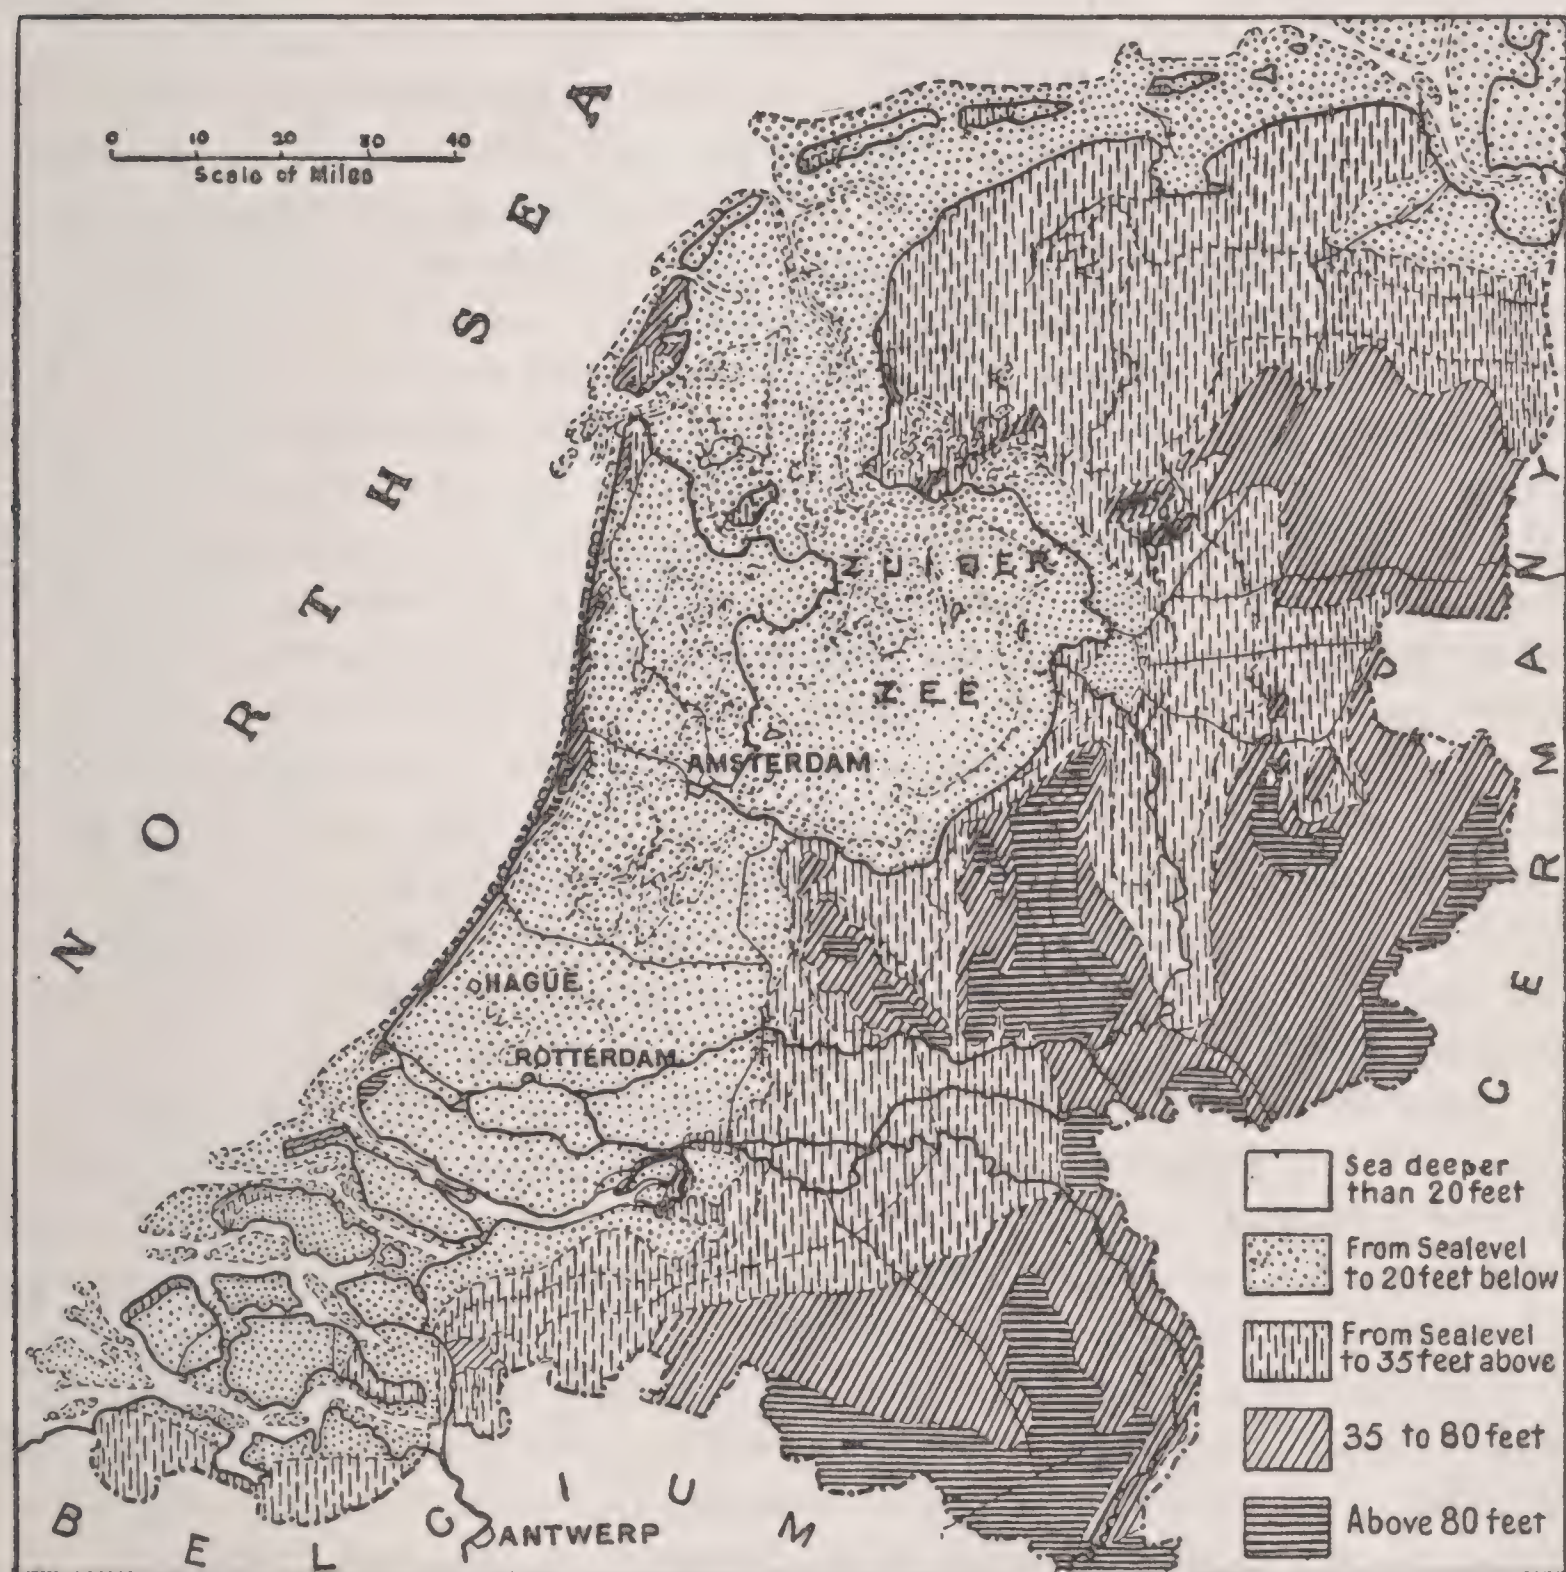 0 10 20 30 40
Scale of Miles
NORTH SEA
ZUIDER
ZEE
AMSTERDAM
HAGUE
ROTTERDAM
GERMANY
BELGIUM
ANTWERP
Sea deeper
than 20 feet
From Sealevel
to 20 feet below
From Sealevel
to 35 feet above
35 to 80 feet
Above 80 feet